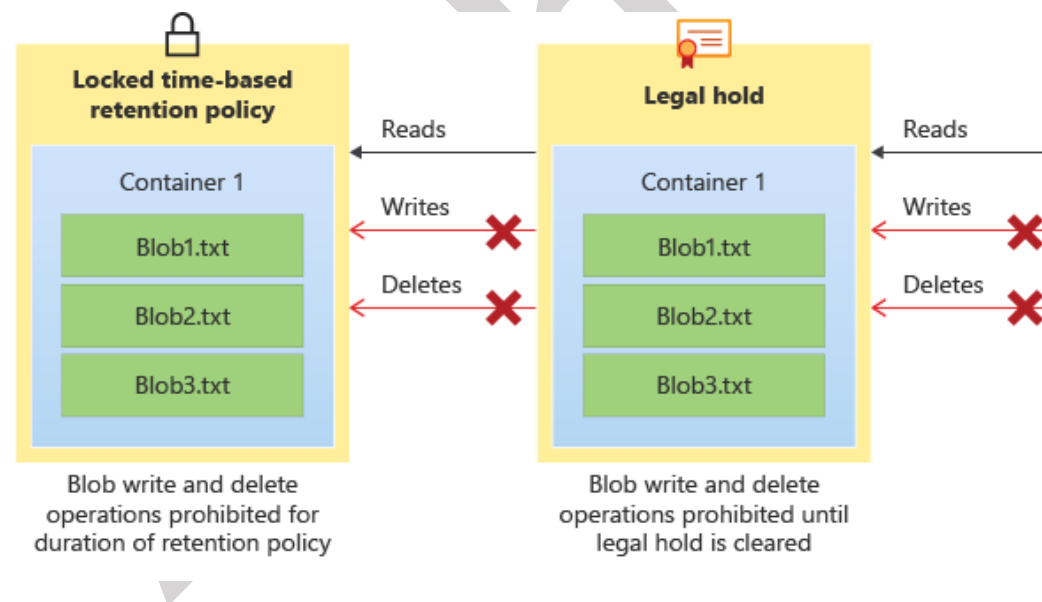 Locked time-based
retention policy
Reads
Container 1
Writes
Blob1.txt
Deletes
Blob2.txt
Blob3.txt
Blob write and delete
operations prohibited for
duration of retention policy
Legal hold
Reads
Container 1
Writes
Blob1.txt
Deletes
Blob2.txt
Blob3.txt
Blob write and delete
operations prohibited until
legal hold is cleared